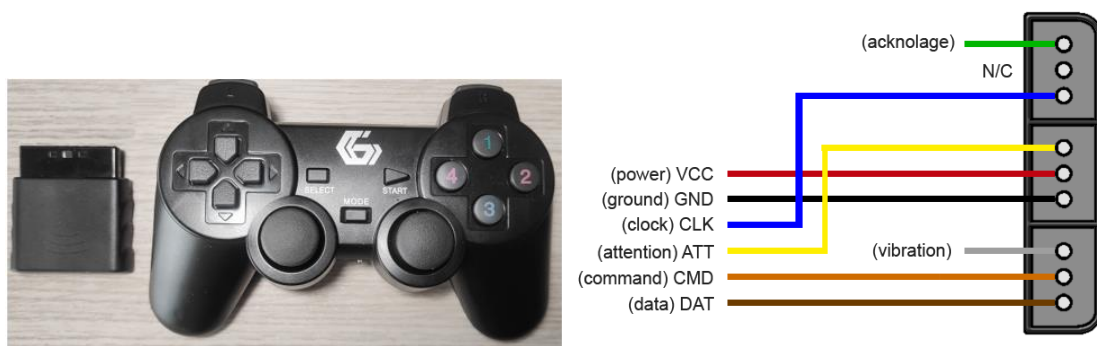 1
4
2
3
SELECT
START
MODE
(acknolage)
N/C
(power) VCC
(ground) GND
(clock) CLK
(attention) ATT
(vibration)
(command) CMD
(data) DAT